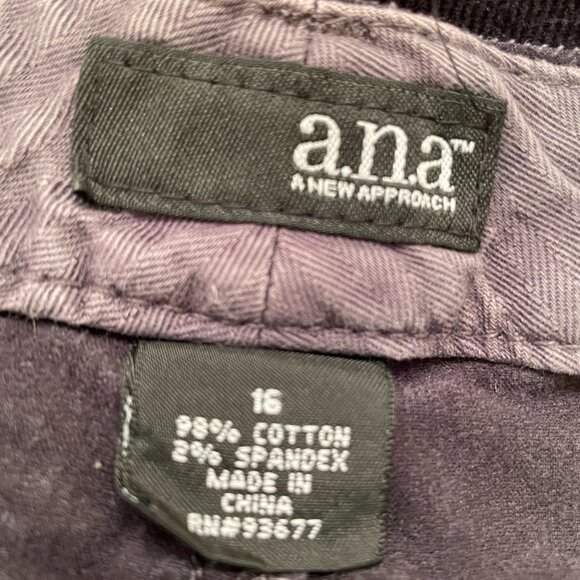 a.n.a™
A NEW APPROACH
16
98% COTTON
2% SPANDEX
MADE IN
CHINA
RN#93677